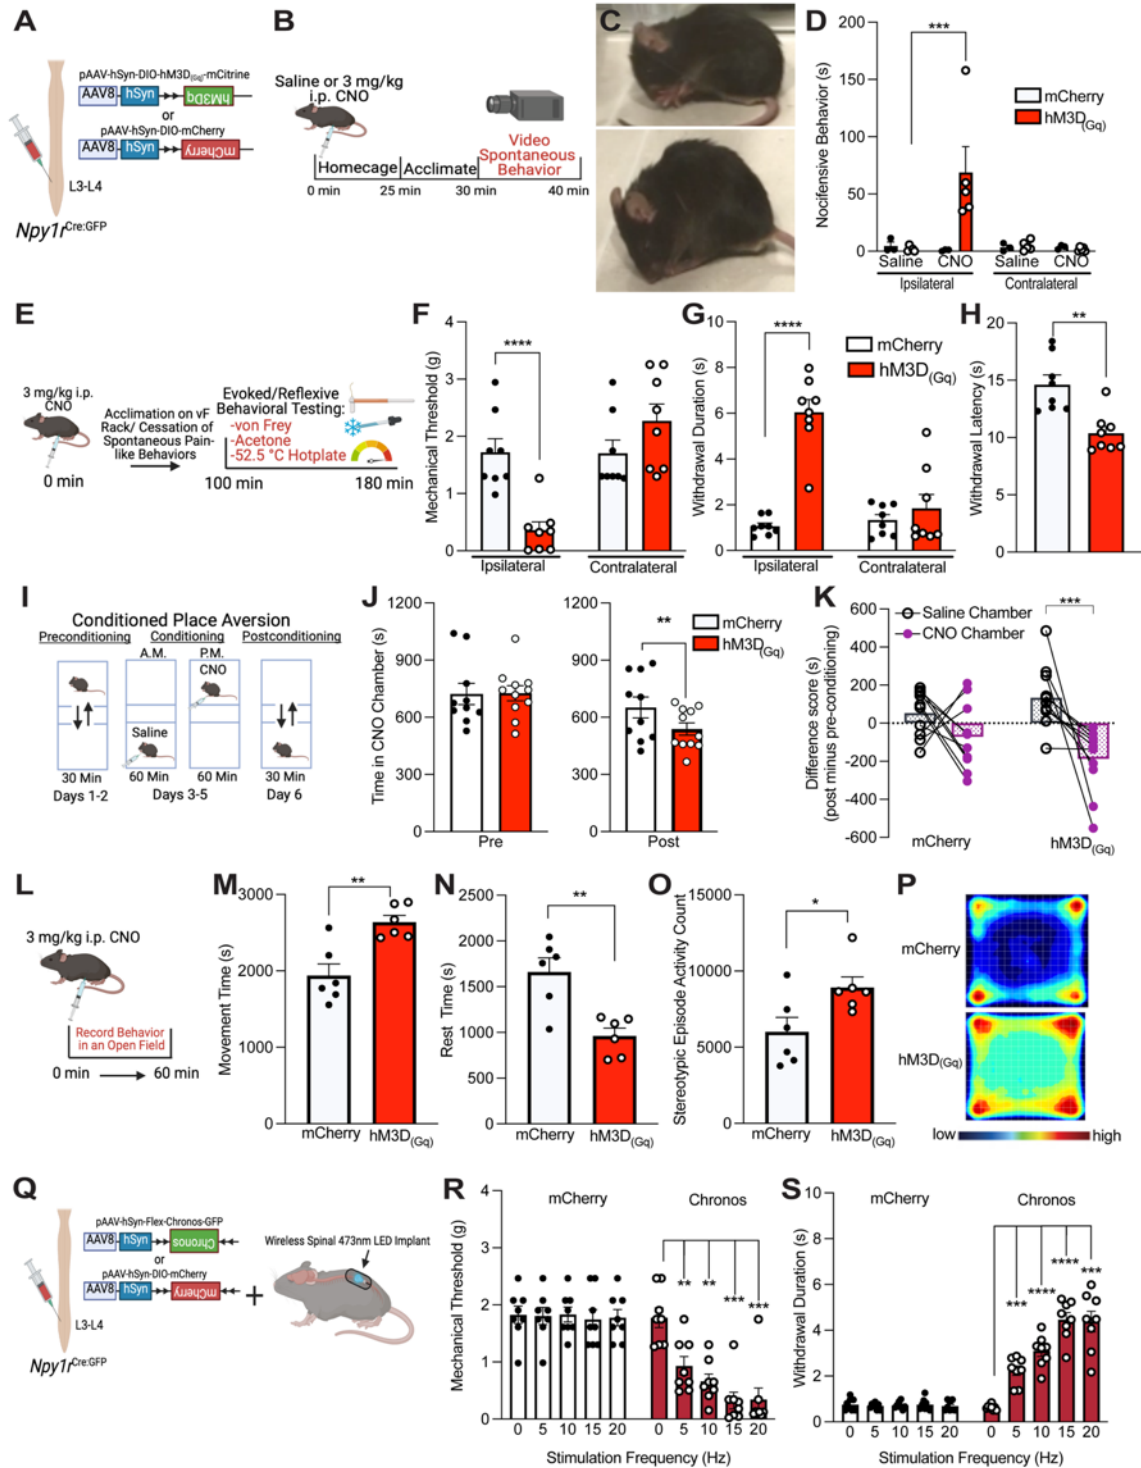 A
pAAV-hSyn-DIO-hM3D(Gq)-mCitrine
AAV8 hSyn hM3Dq
or
pAAV-hSyn-DIO-mCherry
AAV8 hSyn mCherry
L3-L4
Npy1rCre:GFP
B
Saline or 3 mg/kg
i.p. CNO
Video
Spontaneous
Behavior
Homecage Acclimate
0 min 25 min 30 min 40 min
C
D
Nocifensive Behavior (s)
200
150
100
50
0
***
mCherry
hM3D(Gq)
Saline CNO Saline CNO
Ipsilateral Contralateral
E
3 mg/kg i.p.
CNO
Acclimation on vF
Rack/ Cessation of
Spontaneous Pain-
like Behaviors
Evoked/Reflexive
Behavioral Testing:
-von Frey
-Acetone
-52.5 °C Hotplate
0 min 100 min 180 min
F
Mechanical Threshold (g)
4
3
2
1
0
****
Ipsilateral Contralateral
G
Withdrawal Duration (s)
10
8
6
4
2
0
****
mCherry
hM3D(Gq)
Ipsilateral Contralateral
H
Withdrawal Latency (s)
20
15
10
5
0
**
I
Conditioned Place Aversion
Preconditioning Conditioning Postconditioning
A.M. P.M.
CNO
Saline
30 Min 60 Min 60 Min 30 Min
Days 1-2 Days 3-5 Day 6
J
Time in CNO Chamber (s)
1200
900
600
300
0
Pre
1200
900
600
300
0
**
mCherry
hM3D(Gq)
Post
K
Difference score (s)
(post minus pre-conditioning)
600
400
200
0
-200
-400
-600
Saline Chamber
CNO Chamber
***
mCherry hM3D(Gq)
L
3 mg/kg i.p. CNO
Record Behavior
in an Open Field
0 min 60 min
M
Movement Time (s)
3000
2000
1000
0
**
mCherry hM3D(Gq)
N
Rest Time (s)
2500
2000
1500
1000
500
0
**
mCherry hM3D(Gq)
O
Stereotypic Episode Activity Count
15000
10000
5000
0
*
mCherry hM3D(Gq)
P
mCherry
hM3D(Gq)
low high
Q
pAAV-hSyn-Flex-Chronos-GFP
AAV8 hSyn Chronos
or
pAAV-hSyn-DIO-mCherry
AAV8 hSyn mCherry
L3-L4
Npy1rCre:GFP
+
Wireless Spinal 473nm LED Implant
R
Mechanical Threshold (g)
4
3
2
1
0
mCherry Chronos
** ** *** ***
0 5 10 15 20 0 5 10 15 20
Stimulation Frequency (Hz)
S
Withdrawal Duration (s)
10
8
6
4
2
0
mCherry Chronos
*** **** **** ***
0 5 10 15 20 0 5 10 15 20
Stimulation Frequency (Hz)